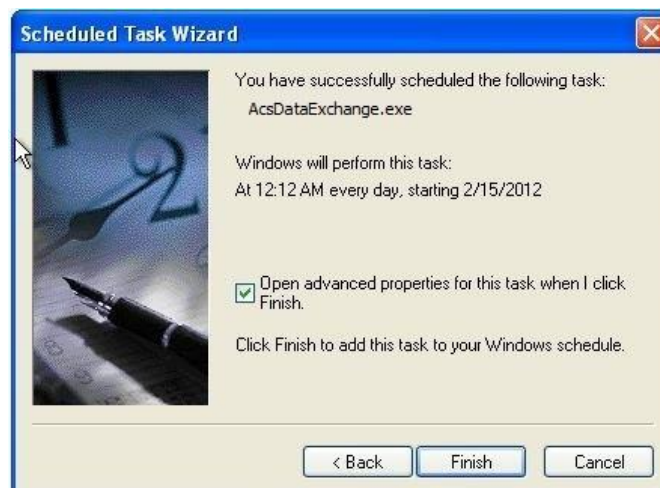 Scheduled Task Wizard
You have successfully scheduled the following task:
AcsDataExchange.exe
Windows will perform this task:
At 12:12 AM every day, starting 2/15/2012
Open advanced properties for this task when I click
Finish.
Click Finish to add this task to your Windows schedule.
< Back
Finish
Cancel